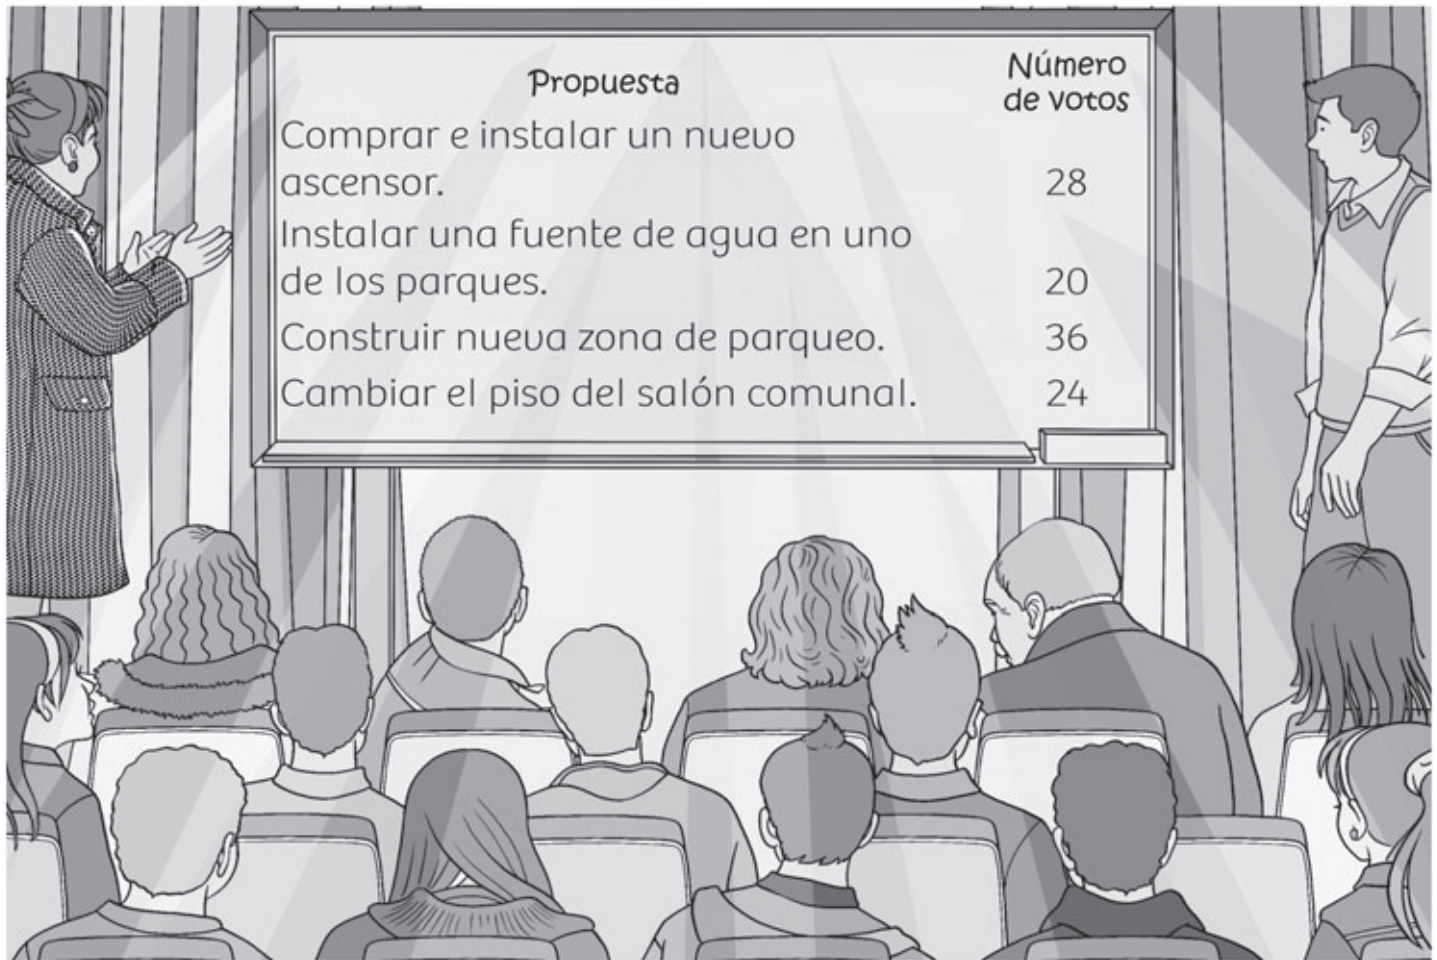 Propuesta
Número
de votos
Comprar e instalar un nuevo
ascensor. 28
Instalar una fuente de agua en uno
de los parques. 20
Construir nueva zona de parqueo. 36
Cambiar el piso del salón comunal. 24